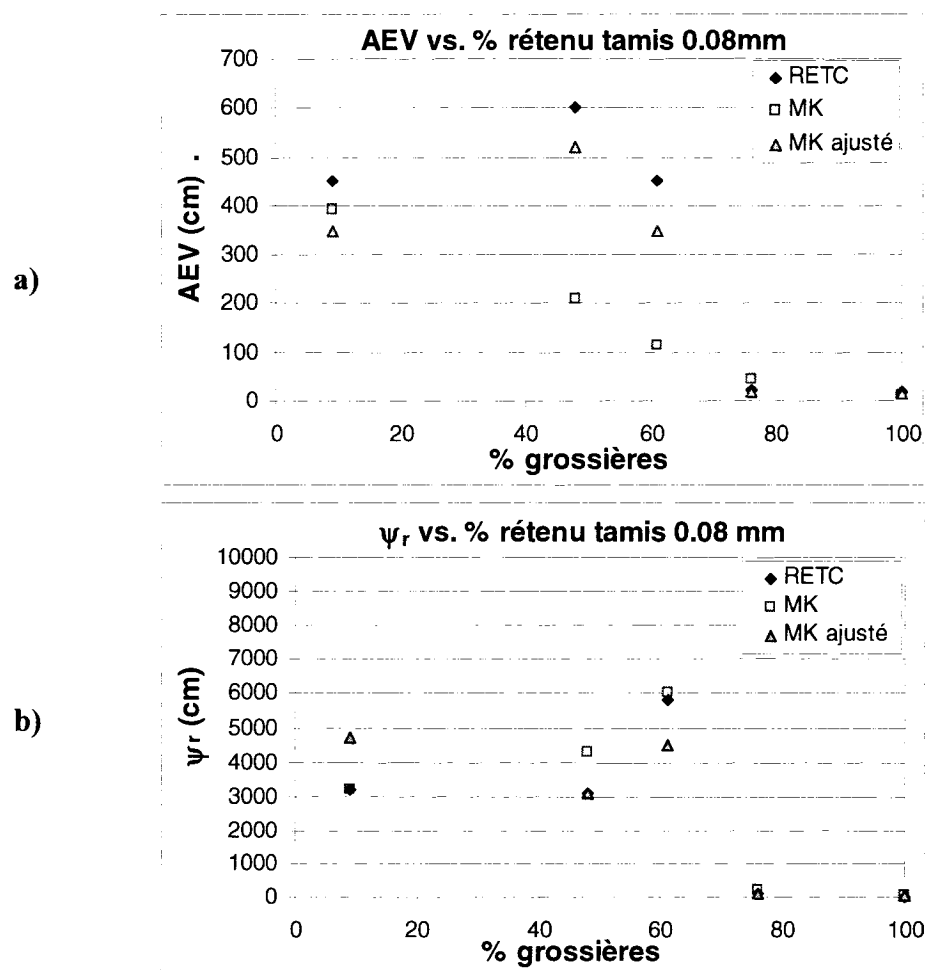 a)
AEV vs. % rétenu tamis 0.08mm
AEV (cm) .
700
600
500
400
300
200
100
0
0
20
40
60
80
100
% grossières
RETC
MK
MK ajusté
b)
ψr vs. % rétenu tamis 0.08 mm
ψr (cm)
10000
9000
8000
7000
6000
5000
4000
3000
2000
1000
0
0
20
40
60
80
100
% grossières
RETC
MK
MK ajusté